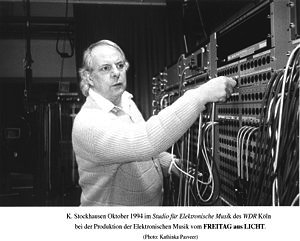 K. Stockhausen Oktober 1994 im Studio für Elektronische Musik des WDR Köln
bei der Produktion der Elektronischen Musik vom FREITAG aus LICHT.
(Photo: Kathinka Pasveer)